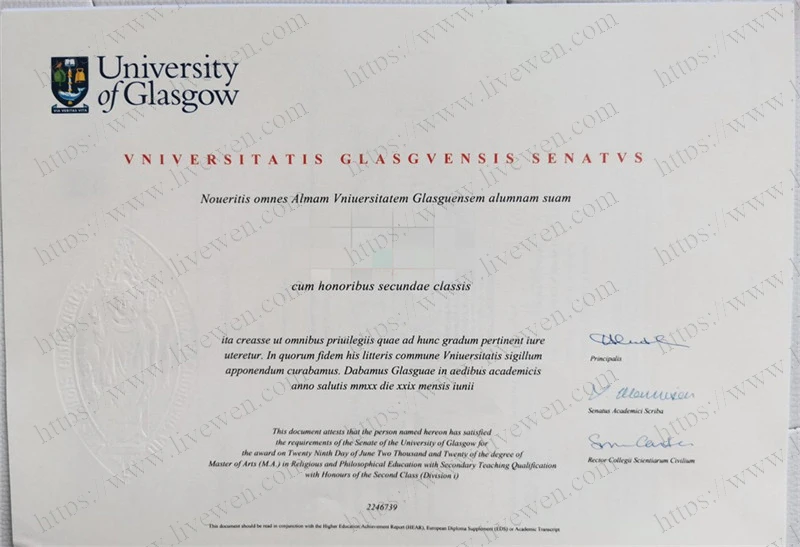 University
of Glasgow
VIA VERITAS VITA
VNIVERSITATIS GLASGVENSIS SENATVS
Noueritis omnes Almam Vniuersitatem Glasguensem alumnam suam
cum honoribus secundae classis
ita creasse ut omnibus priuilegiis quae ad hunc gradum pertinent iure
uteretur. In quorum fidem his litteris commune Vniuersitatis sigillum
apponendum curabamus. Dabamus Glasguae in aedibus academicis
anno salutis mmxx die xxix mensis iunii
Principalis
Senatus Academici Scriba
Rector Collegii Scientiarum Civilium
This document attests that the person named hereon has satisfied
the requirements of the Senate of the University of Glasgow for
the award on Twenty Ninth Day of June Two Thousand and Twenty of the degree of
Master of Arts (M.A.) in Religious and Philosophical Education with Secondary Teaching Qualification
with Honours of the Second Class (Division i)
2246739
This document should be read in conjunction with the Higher Education Achievement Report (HEAR), European Diploma Supplement (EDS) or Academic Transcript
https://www.livewen.com